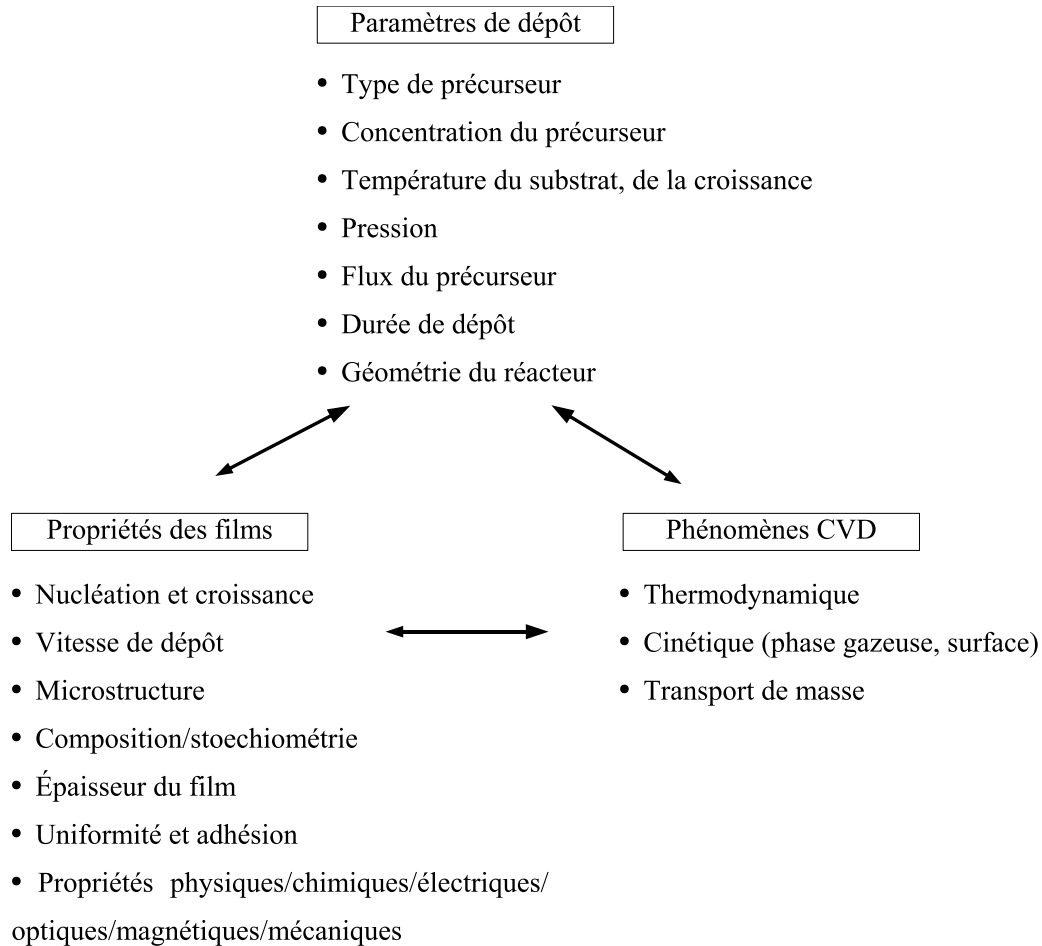 Paramètres de dépôt
• Type de précurseur
• Concentration du précurseur
• Température du substrat, de la croissance
• Pression
• Flux du précurseur
• Durée de dépôt
• Géométrie du réacteur
Propriétés des films
• Nucléation et croissance
• Vitesse de dépôt
• Microstructure
• Composition/stoechiométrie
• Épaisseur du film
• Uniformité et adhésion
• Propriétés physiques/chimiques/électriques/
optiques/magnétiques/mécaniques
Phénomènes CVD
• Thermodynamique
• Cinétique (phase gazeuse, surface)
• Transport de masse